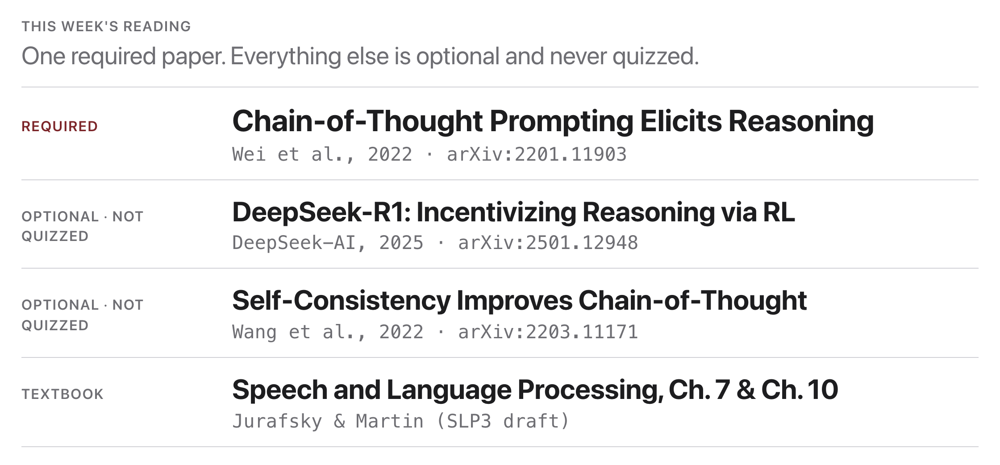 THIS WEEK'S READING
One required paper. Everything else is optional and never quizzed.
REQUIRED
Chain-of-Thought Prompting Elicits Reasoning
Wei et al., 2022 · arXiv:2201.11903
OPTIONAL · NOT
QUIZZED
DeepSeek-R1: Incentivizing Reasoning via RL
DeepSeek-AI, 2025 · arXiv:2501.12948
OPTIONAL · NOT
QUIZZED
Self-Consistency Improves Chain-of-Thought
Wang et al., 2022 · arXiv:2203.11171
TEXTBOOK
Speech and Language Processing, Ch. 7 & Ch. 10
Jurafsky & Martin (SLP3 draft)